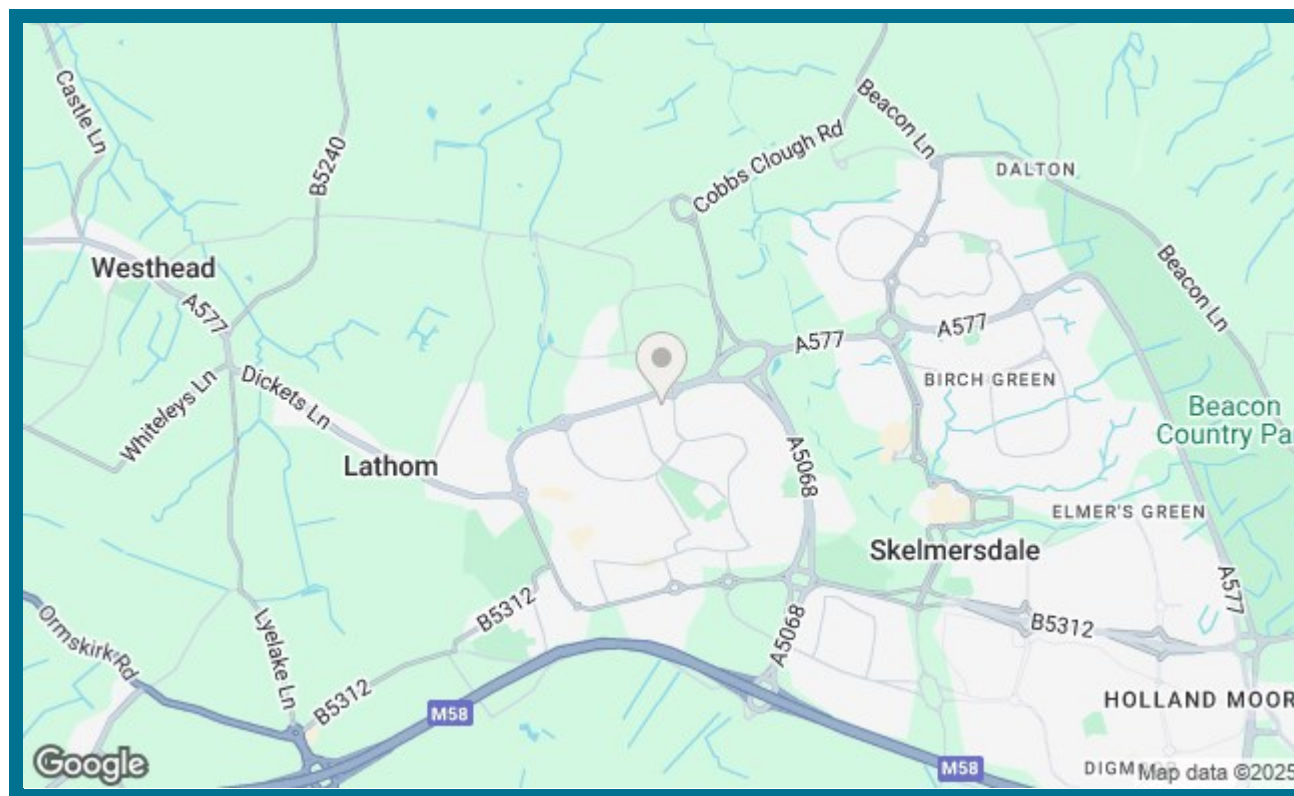 Castle Ln
B5240
Cobbs Clough Rd
Beacon Ln
DALTON
Westhead
A577
Beacon Ln
A577
A577
Whiteleys Ln
Dickets Ln
BIRCH GREEN
Beacon
Country Pa
Lathom
A5068
ELMER'S GREEN
Skelmersdale
A577
Ormskirk Rd
Lyelake Ln
B5312
B5312
A5068
B5312
M58
HOLLAND MOOR
Google
M58
DIGM
Map data ©2025